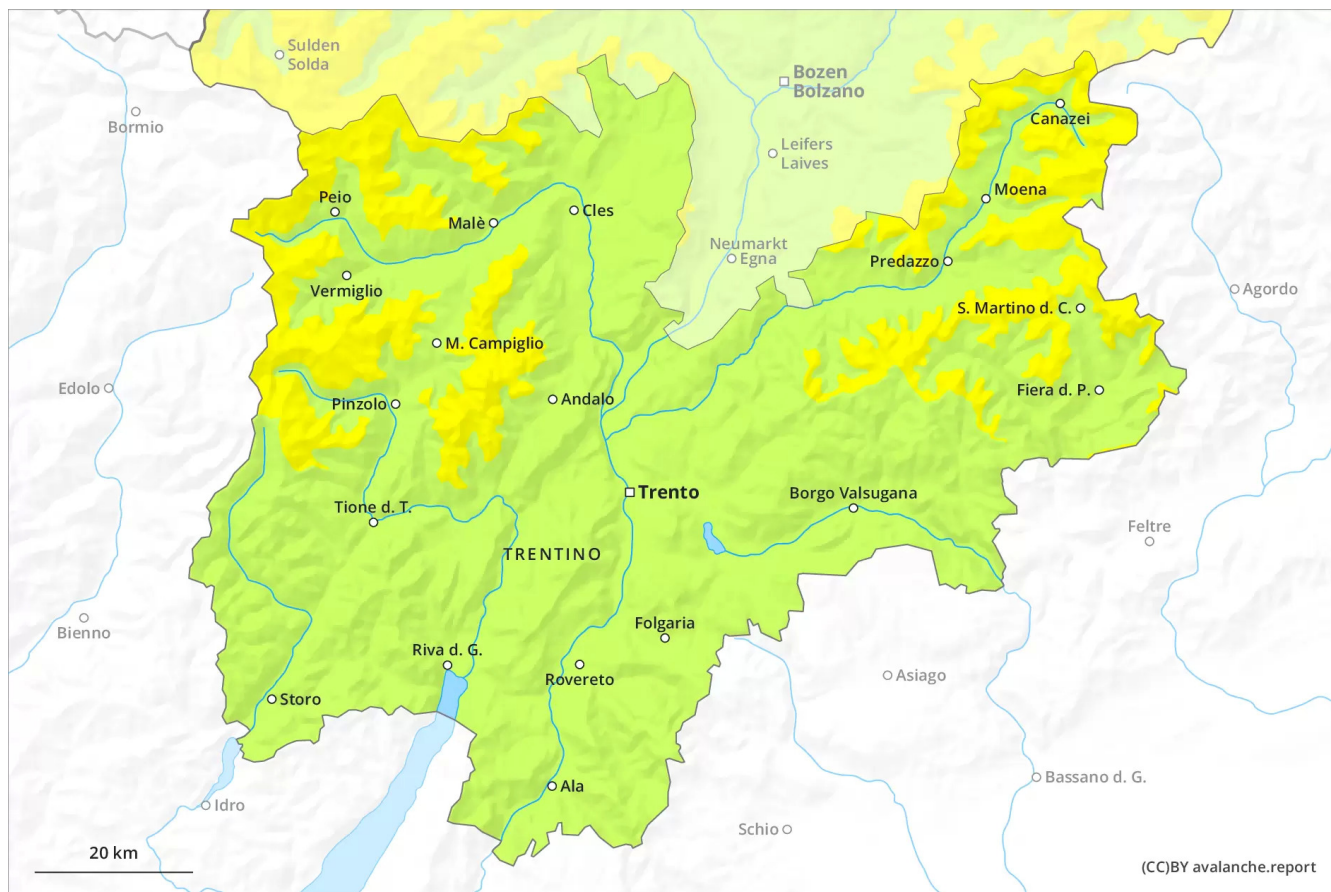 Sulden
Solda
Bozen
Bolzano
Bormio
Canazei
Leifers
Laives
Peio
Moena
Malè
Cles
Neumarkt
Egna
Predazzo
Vermiglio
Agordo
S. Martino d. C.
M. Campiglio
Edolo
Pinzolo
Andalo
Fiera d. P.
Trento
Borgo Valsugana
Tione d. T.
Feltre
TRENTINO
Bienno
Folgaria
Riva d. G.
Asiago
Rovereto
Storo
Bassano d. G.
Ala
Idro
Schio
20 km
(CC)BY avalanche.report